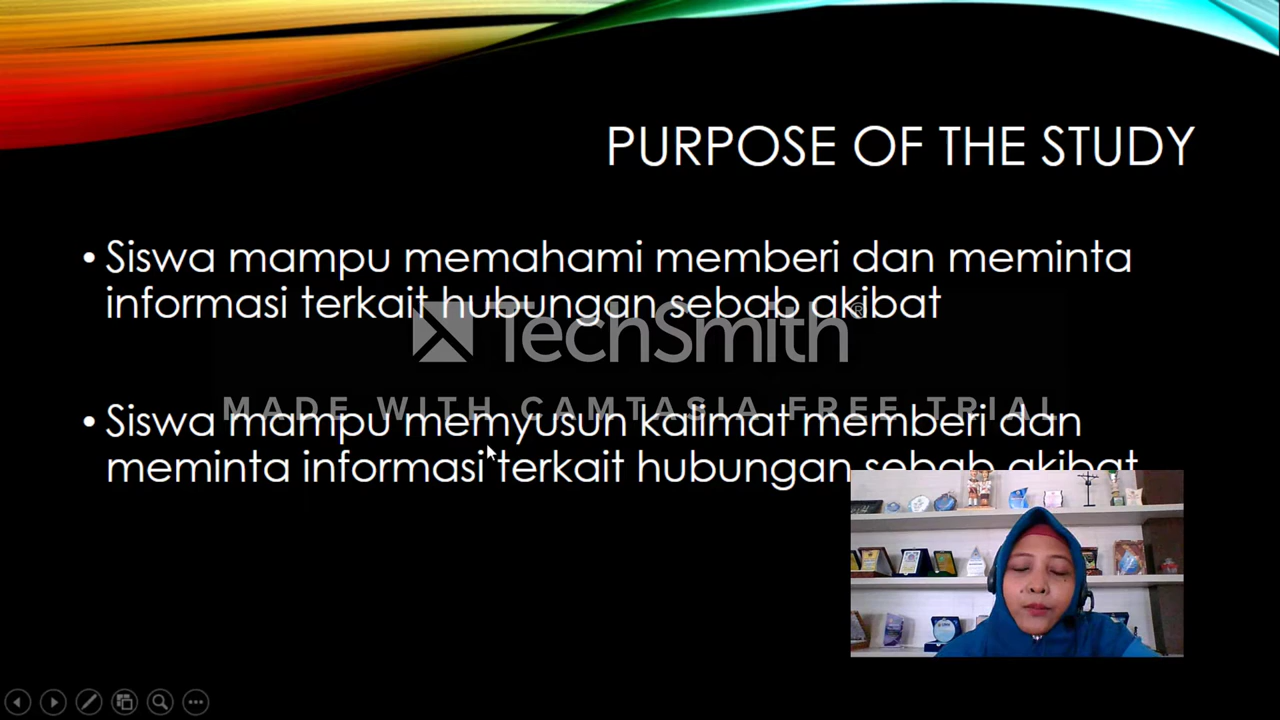 PURPOSE OF THE STUDY
• Siswa mampu memahami memberi dan meminta
informasi terkait hubungan sebab akibat
TechSmith®
MADE WITH CAMTASIA FREE TRIAL
• Siswa mampu memyusun kalimat memberi dan
meminta informasi terkait hubungan sebab akibat